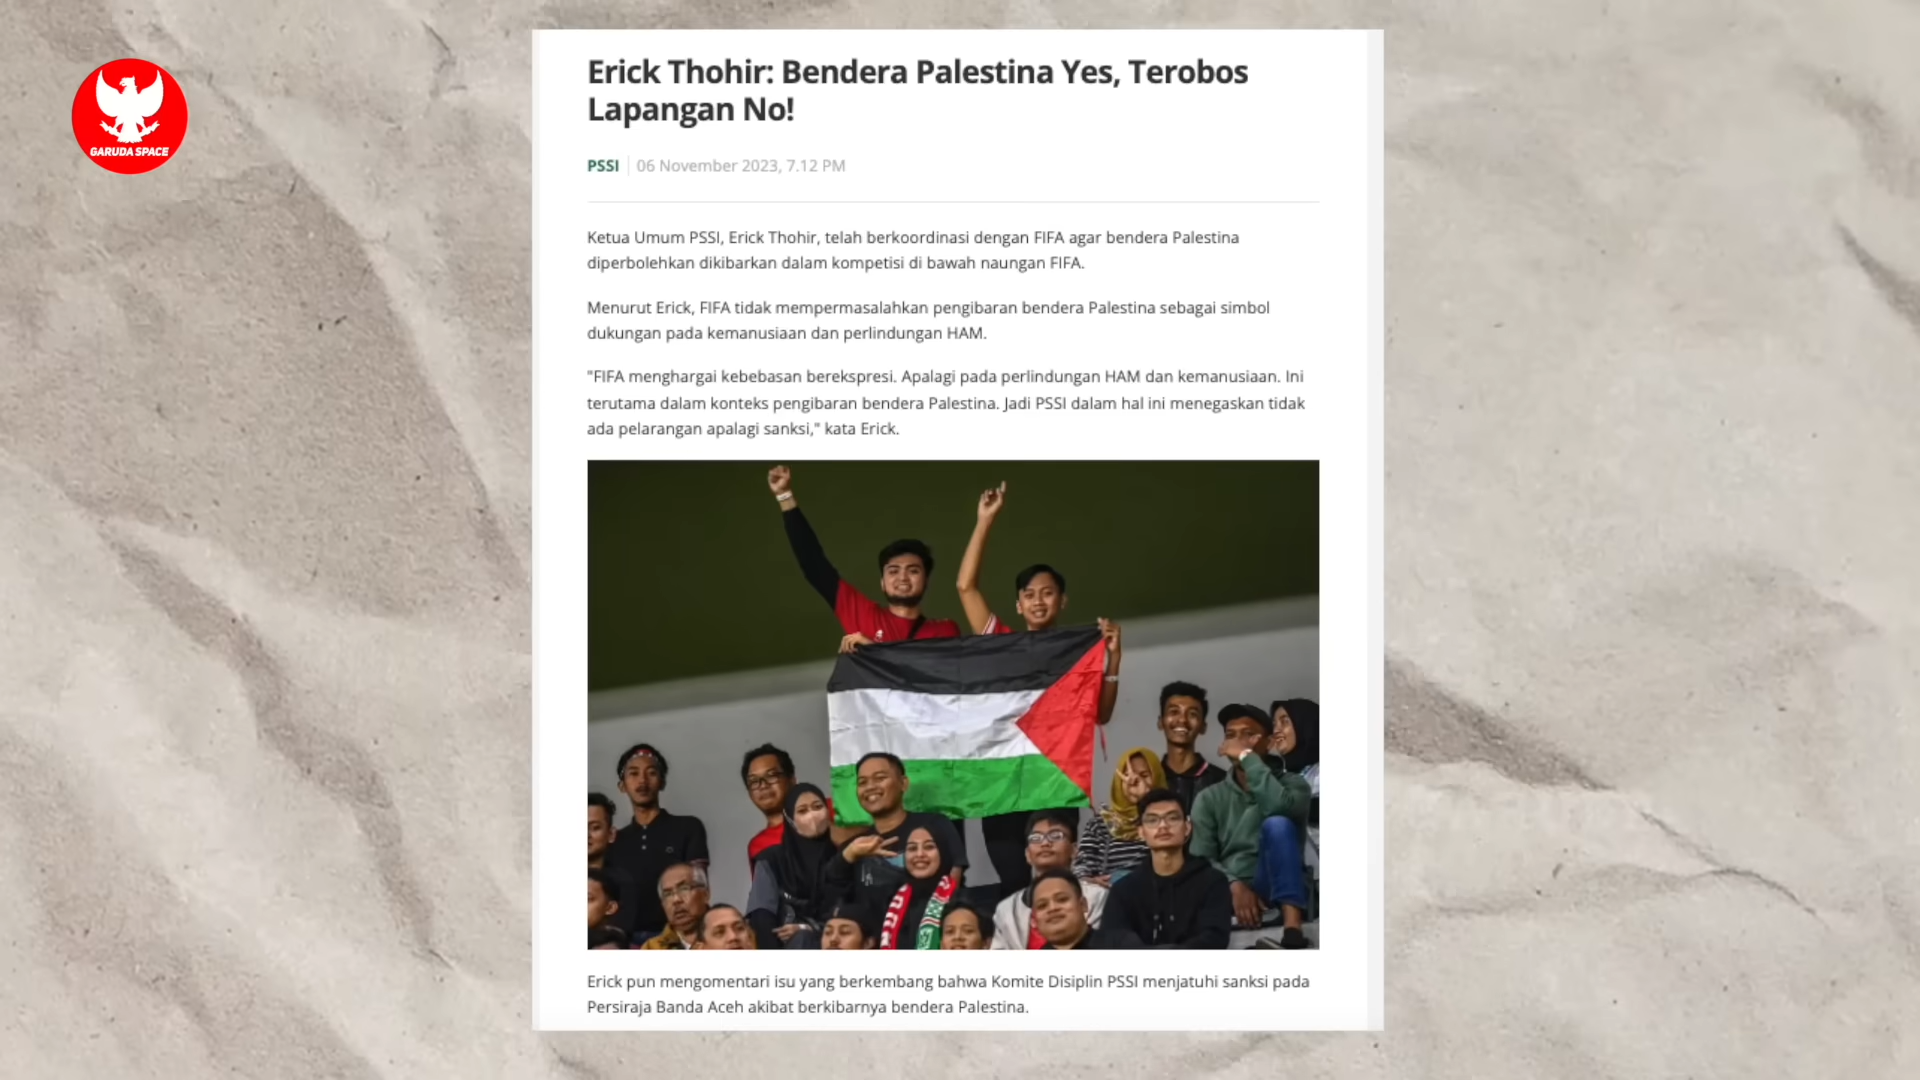 GARUDA SPACE
Erick Thohir: Bendera Palestina Yes, Terobos
Lapangan No!
PSSI | 06 November 2023, 7.12 PM
Ketua Umum PSSI, Erick Thohir, telah berkoordinasi dengan FIFA agar bendera Palestina
diperbolehkan dikibarkan dalam kompetisi di bawah naungan FIFA.
Menurut Erick, FIFA tidak mempermasalahkan pengibaran bendera Palestina sebagai simbol
dukungan pada kemanusiaan dan perlindungan HAM.
"FIFA menghargai kebebasan berekspresi. Apalagi pada perlindungan HAM dan kemanusiaan. Ini
terutama dalam konteks pengibaran bendera Palestina. Jadi PSSI dalam hal ini menegaskan tidak
ada pelarangan apalagi sanksi," kata Erick.
Erick pun mengomentari isu yang berkembang bahwa Komite Disiplin PSSI menjatuhi sanksi pada
Persiraja Banda Aceh akibat berkibarnya bendera Palestina.